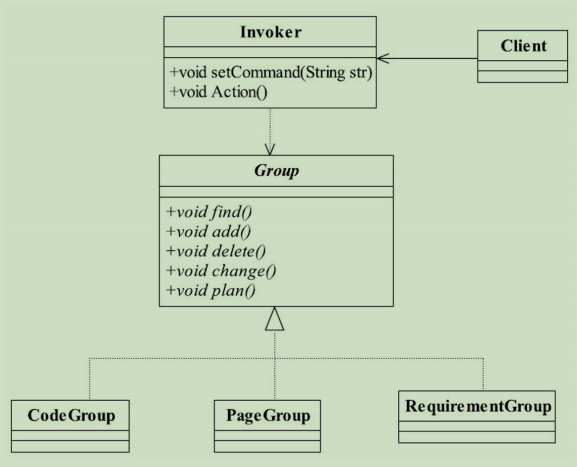 Invoker
Client
+void setCommand(String str)
+void Action()
Group
+void find()
+void add()
+void delete()
+void change()
+void plan()
CodeGroup
PageGroup
RequirementGroup